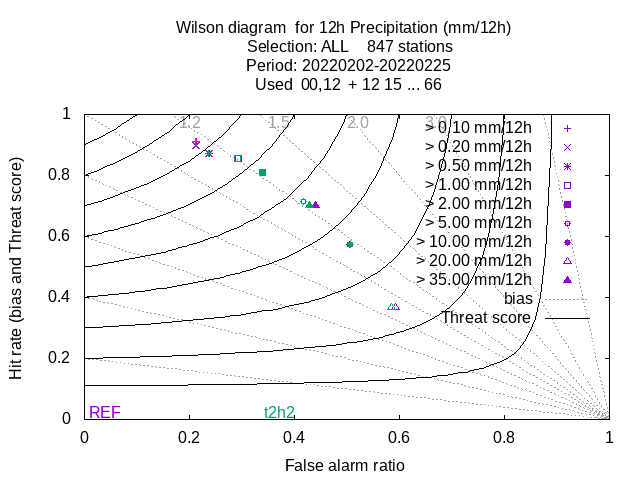 Wilson diagram  for 12h Precipitation (mm/12h)
Selection: ALL    847 stations
Period: 20220202-20220225
Used  00,12  + 12 15 ... 66
Hit rate (bias and Threat score)
1
0.8
0.6
0.4
0.2
0
1.2
1.5
2.0
3.0
> 0.10 mm/12h
> 0.20 mm/12h
> 0.50 mm/12h
> 1.00 mm/12h
> 2.00 mm/12h
> 5.00 mm/12h
> 10.00 mm/12h
> 20.00 mm/12h
> 35.00 mm/12h
bias
Threat score
REF
t2h2
0 0.2 0.4 0.6 0.8 1
False alarm ratio